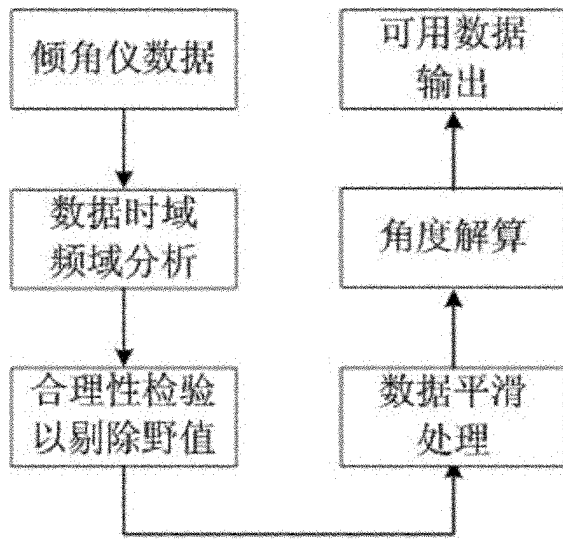 倾角仪数据
数据时域
频域分析
合理性检验
以剔除野值
数据平滑
处理
角度解算
可用数据
输出